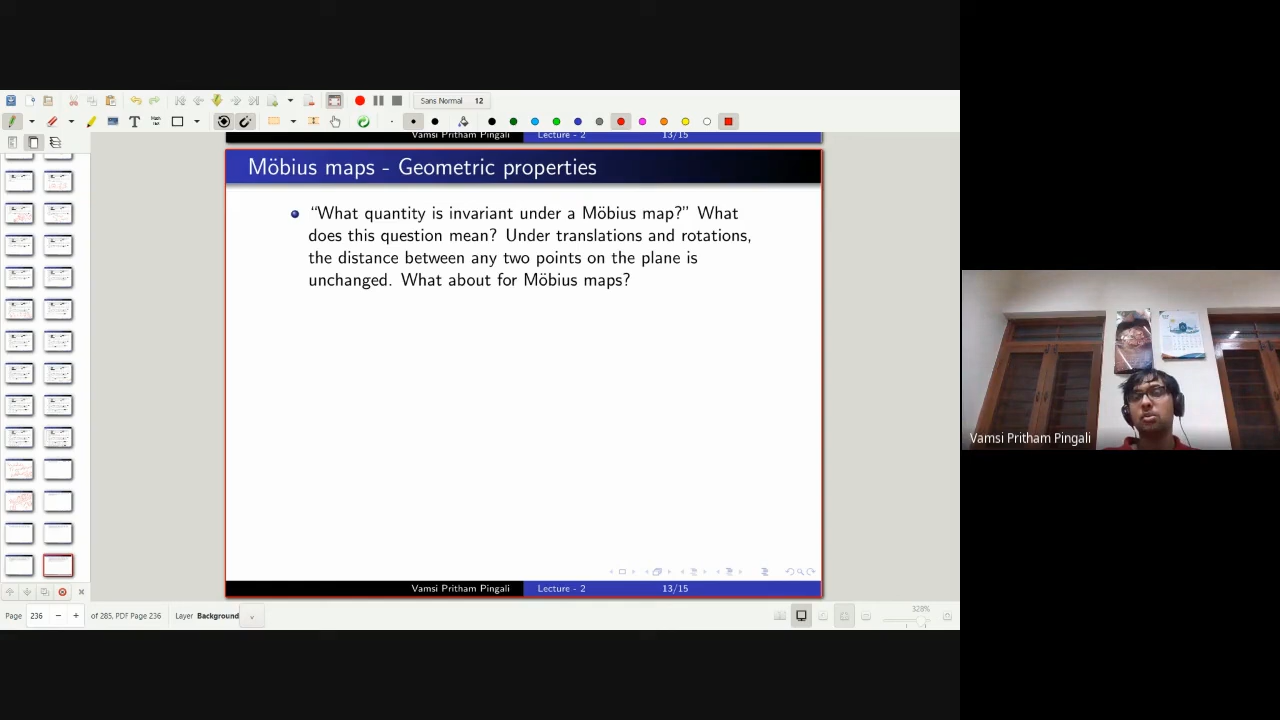 Sans Normal 12
Vamsi Pritham Pingali Lecture - 2 13/15
Möbius maps - Geometric properties
“What quantity is invariant under a Möbius map?” What
does this question mean? Under translations and rotations,
the distance between any two points on the plane is
unchanged. What about for Möbius maps?
Vamsi Pritham Pingali
Vamsi Pritham Pingali Lecture - 2 13/15
Page 236 of 285, PDF Page 236 Layer Background 328%